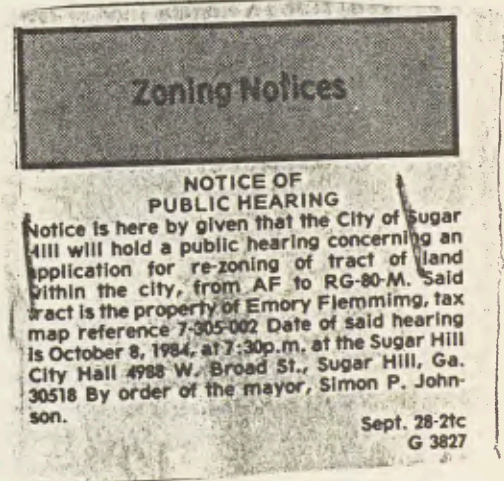 Zoning Notices
NOTICE OF
PUBLIC HEARING
Notice is here by given that the City of Sugar
Hill will hold a public hearing concerning an
application for re-zoning of tract of land
within the city, from AF to RG-80-M. Said
tract is the property of Emory Flemmimg, tax
map reference 7-305-002 Date of said hearing
is October 8, 1984, at 7:30p.m. at the Sugar Hill
City Hall 4988 W. Broad St., Sugar Hill, Ga.
30518 By order of the mayor, Simon P. John-
son.
Sept. 28-2tc
G 3827